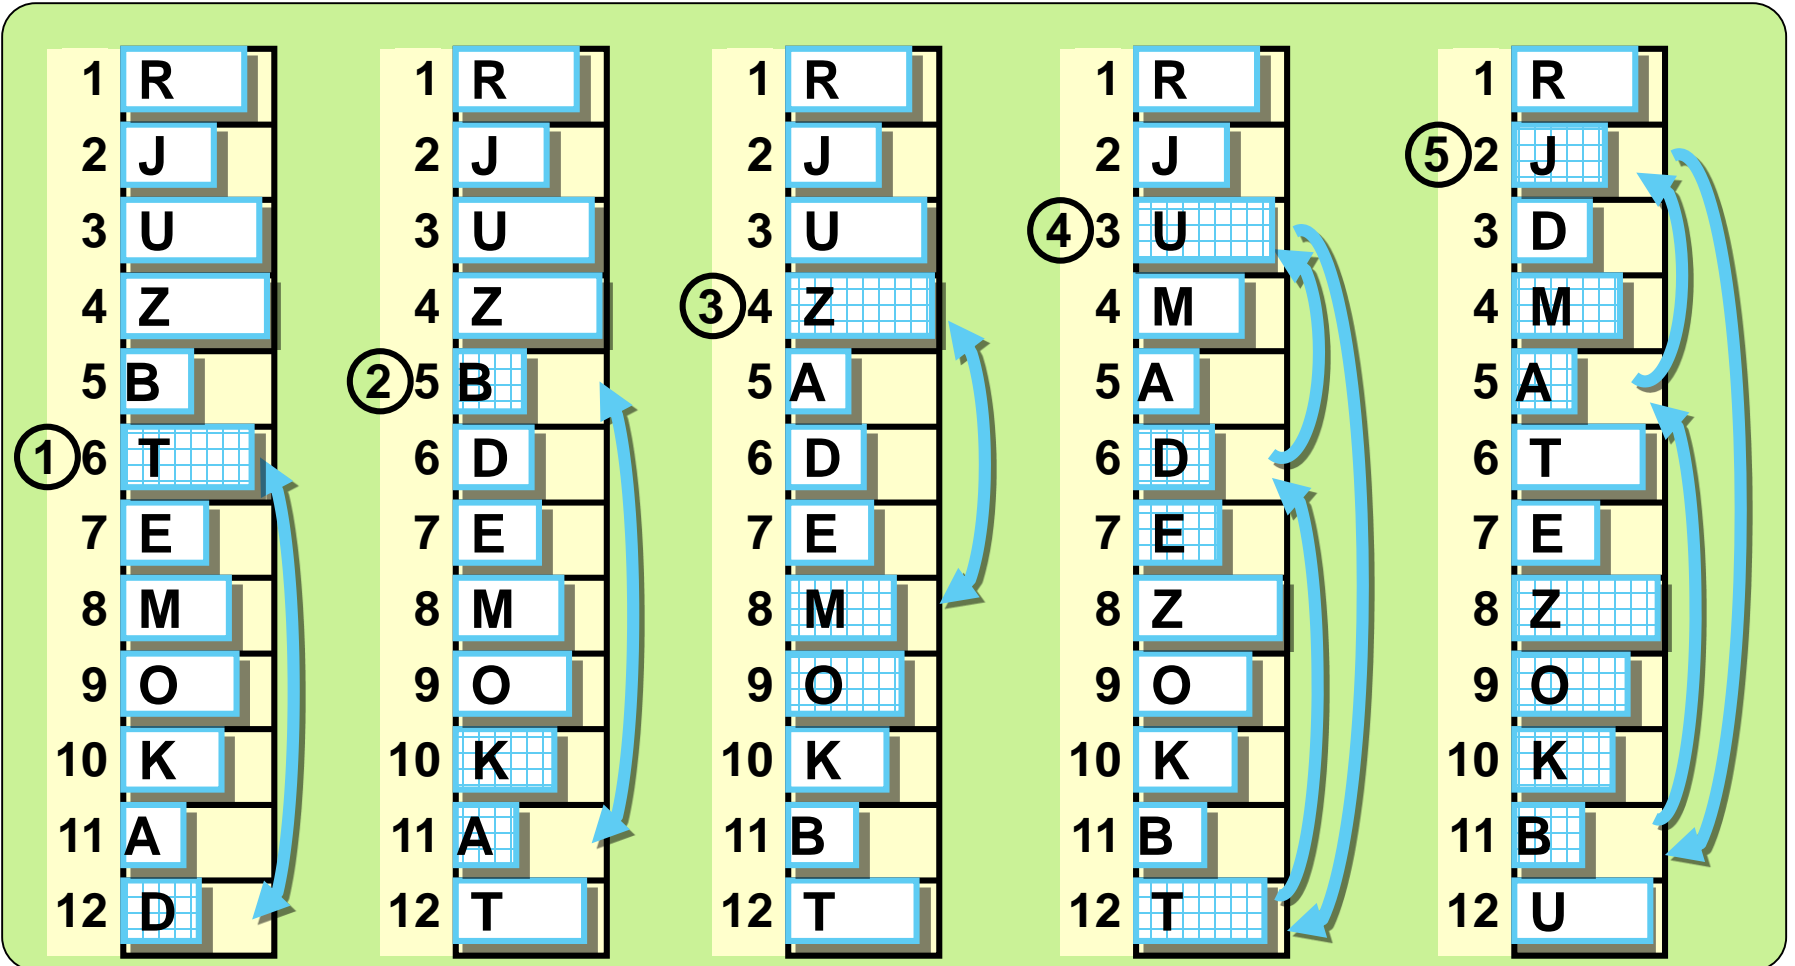 1 R 1 R 1 R 1 R 1 R
2 J 2 J 2 J 2 J 5 2 J
3 U 3 U 3 U 4 3 U 3 D
4 Z 4 Z 3 4 Z 4 M 4 M
5 B 2 5 B 5 A 5 A 5 A
1 6 T 6 D 6 D 6 D 6 T
7 E 7 E 7 E 7 E 7 E
8 M 8 M 8 M 8 Z 8 Z
9 O 9 O 9 O 9 O 9 O
10 K 10 K 10 K 10 K 10 K
11 A 11 A 11 B 11 B 11 B
12 D 12 T 12 T 12 T 12 U